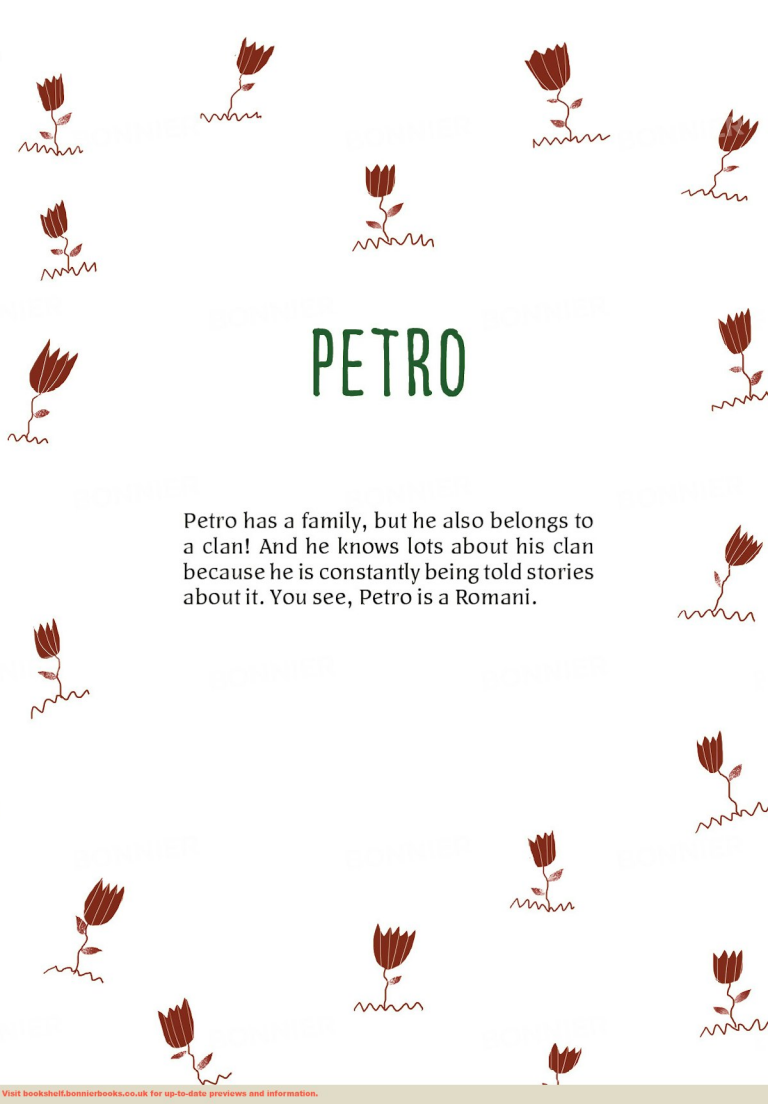 PETRO
Petro has a family, but he also belongs to
a clan! And he knows lots about his clan
because he is constantly being told stories
about it. You see, Petro is a Romani.
Visit bookshelf.bonnierbooks.co.uk for up-to-date previews and information.